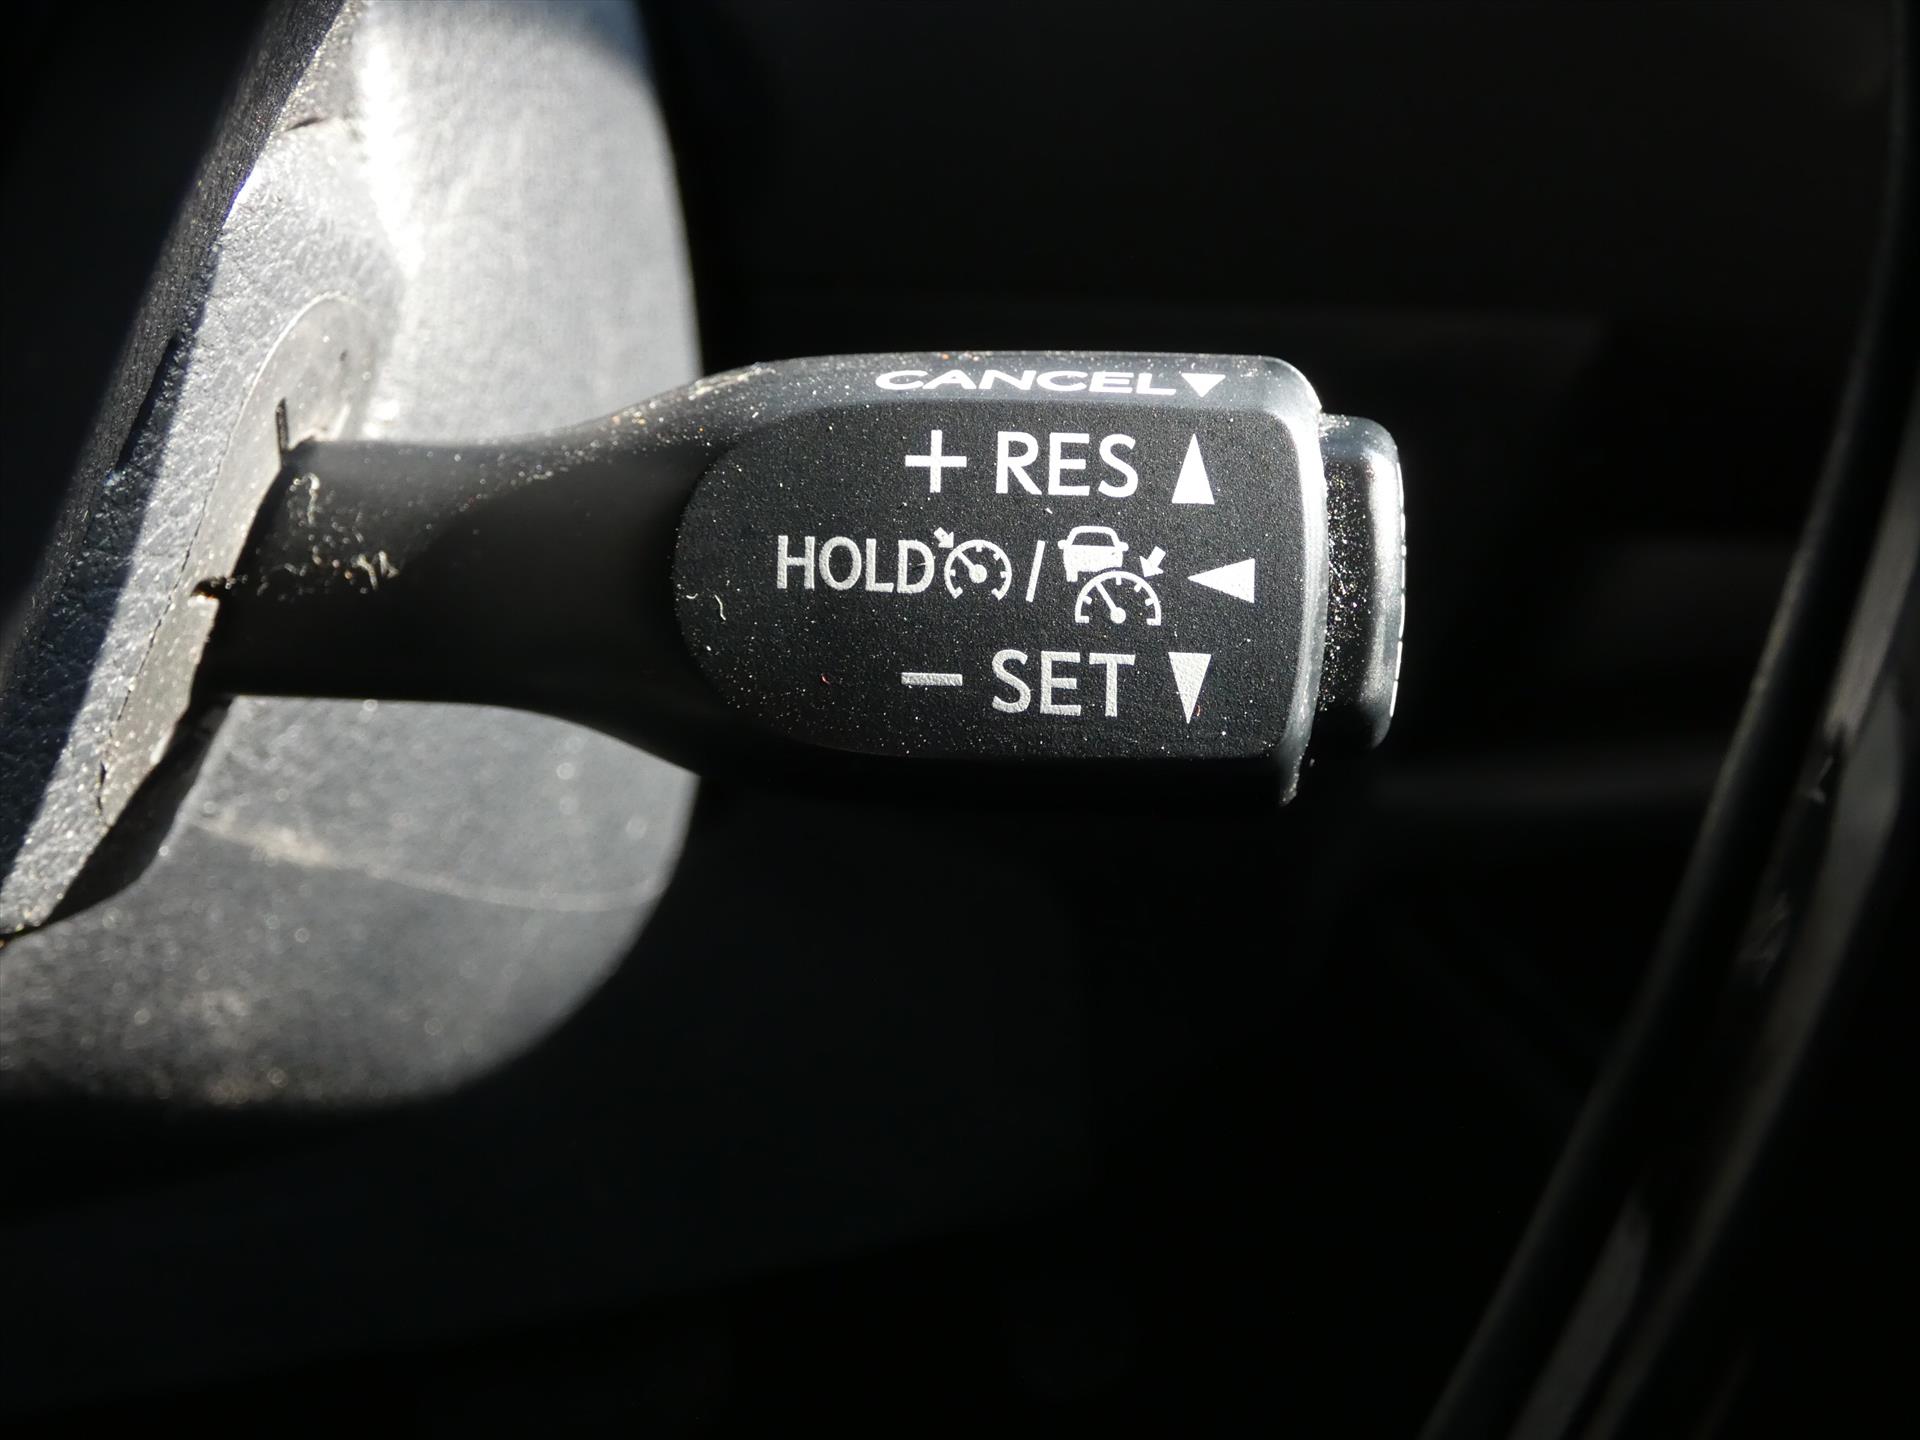 CANCEL▼
+ RES ▲
HOLD / ◀
− SET ▼